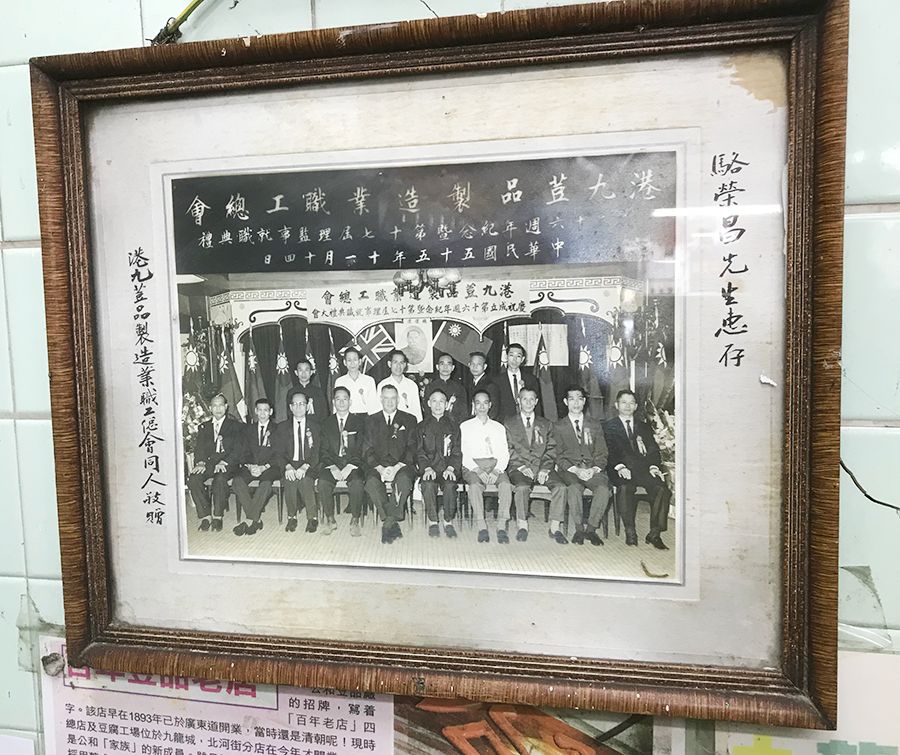 駱榮昌先生惠存
港九荳品製造業職工總會
十六週年紀念暨第十七屆理監事就職典禮
中華民國五十五年十一月十四日
港九荳品製造業職工總會
慶祝成立第十六週年紀念暨第十七屆理監事就職典禮大會
港九荳品製造業職工總會同人敬贈
百年荳品老店
公和荳品廠
的招牌，寫着
「百年老店」四
字。該店早在1893年已於廣東道開業，當時還是清朝呢！現時
總店及豆腐工場位於九龍城，北河街分店在今年才開業，
是公和「家族」的新成員